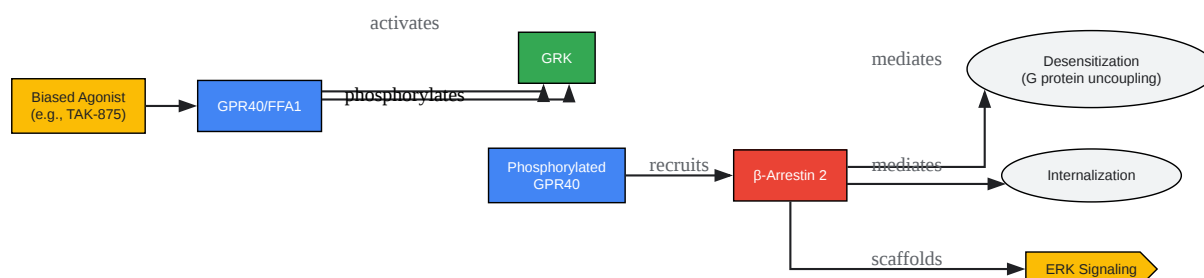 activates
mediates
Desensitization
(G protein uncoupling)
GRK
Biased Agonist
(e.g., TAK-875)
GPR40/FFA1
phosphorylates
Phosphorylated
GPR40
recruits
β-Arrestin 2
mediates
Internalization
scaffolds
ERK Signaling